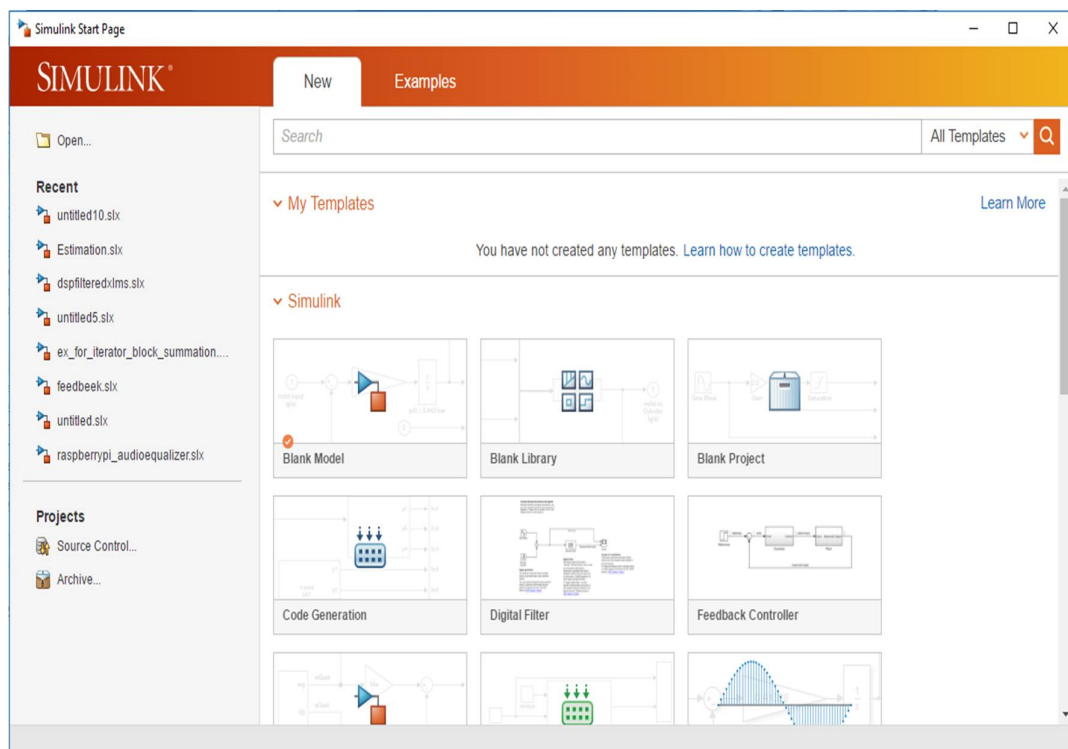 Simulink Start Page
SIMULINK®
New
Examples
Open...
Recent
untitled10.slx
Estimation.slx
dspfilteredxlms.slx
untitled5.slx
ex_for_iterator_block_summation....
feedbeek.slx
untitled.slx
raspberrypi_audioequalizer.slx
Projects
Source Control...
Archive...
Search
All Templates
My Templates
Learn More
You have not created any templates. Learn how to create templates.
Simulink
Blank Model
Blank Library
Blank Project
Code Generation
Digital Filter
Feedback Controller